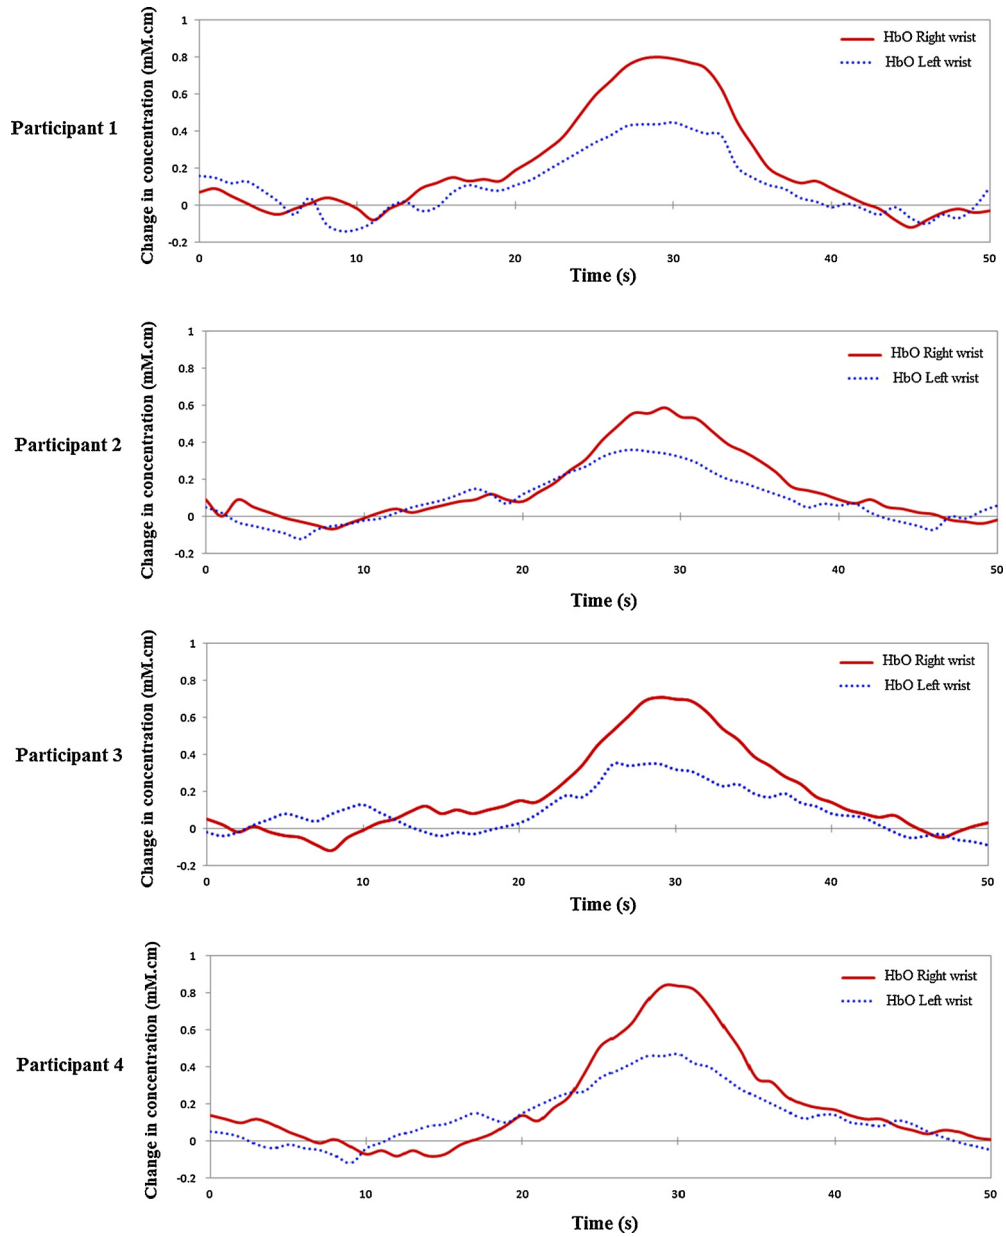 Participant 1
Change in concentration (mM.cm)
1
0.8
0.6
0.4
0.2
0
-0.2
HbO Right wrist
HbO Left wrist
0 10 20 30 40 50
Time (s)
Participant 2
Change in concentration (mM.cm)
1
0.8
0.6
0.4
0.2
0
-0.2
HbO Right wrist
HbO Left wrist
0 10 20 30 40 50
Time (s)
Participant 3
Change in concentration (mM.cm)
1
0.8
0.6
0.4
0.2
0
-0.2
HbO Right wrist
HbO Left wrist
0 10 20 30 40 50
Time (s)
Participant 4
Change in concentration (mM.cm)
1
0.8
0.6
0.4
0.2
0
-0.2
HbO Right wrist
HbO Left wrist
0 10 20 30 40 50
Time (s)